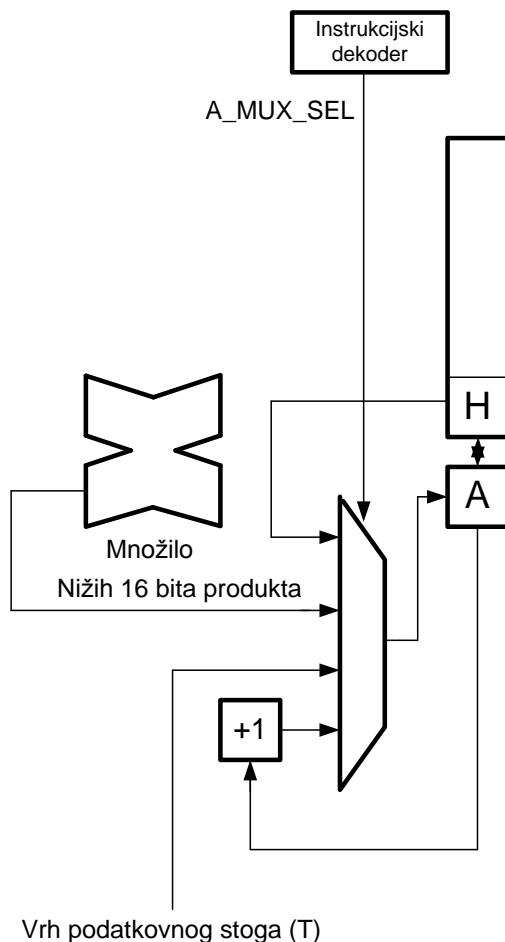 Instrukcijski
dekoder
A_MUX_SEL
H
A
Množilo
Nižih 16 bita produkta
+1
Vrh podatkovnog stoga (T)